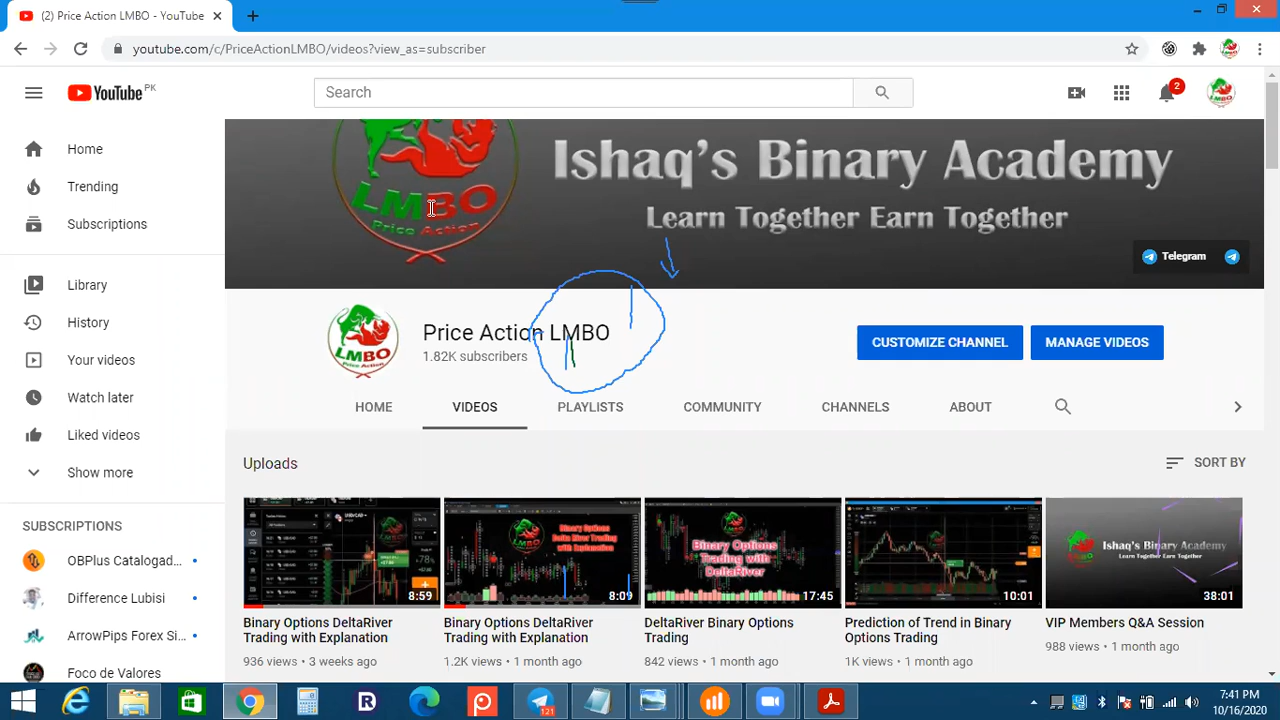 (2) Price Action LMBO - YouTube
youtube.com/c/PriceActionLMBO/videos?view_as=subscriber
YouTube PK
Search
2
Home
Trending
Subscriptions
Library
History
Your videos
Watch later
Liked videos
Show more
SUBSCRIPTIONS
OBPlus Catalogad...
Difference Lubisi
ArrowPips Forex Si...
Foco de Valores
LMBO
Price Action
Ishaq's Binary Academy
Learn Together Earn Together
Telegram
LMBO
Price Action
Price Action LMBO
1.82K subscribers
CUSTOMIZE CHANNEL
MANAGE VIDEOS
HOME
VIDEOS
PLAYLISTS
COMMUNITY
CHANNELS
ABOUT
Uploads
SORT BY
8:59
Binary Options
Delta River Trading
with Explanation
8:09
Binary Options
Trading with
DeltaRiver
17:45
10:01
Ishaq's Binary Academy
Learn Together Earn Together
38:01
Binary Options DeltaRiver
Trading with Explanation
936 views • 3 weeks ago
Binary Options DeltaRiver
Trading with Explanation
1.2K views • 1 month ago
DeltaRiver Binary Options
Trading
842 views • 1 month ago
Prediction of Trend in Binary
Options Trading
1K views • 1 month ago
VIP Members Q&A Session
988 views • 1 month ago
121
7:41 PM
10/16/2020